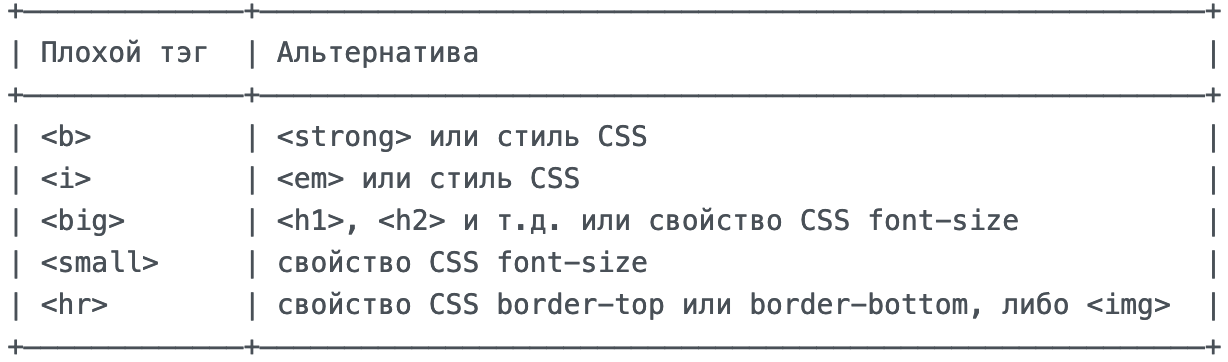 | Плохой тэг | Альтернатива |
| <b> | <strong> или стиль CSS |
| <i> | <em> или стиль CSS |
| <big> | <h1>, <h2> и т.д. или свойство CSS font-size |
| <small> | свойство CSS font-size |
| <hr> | свойство CSS border-top или border-bottom, либо <img> |